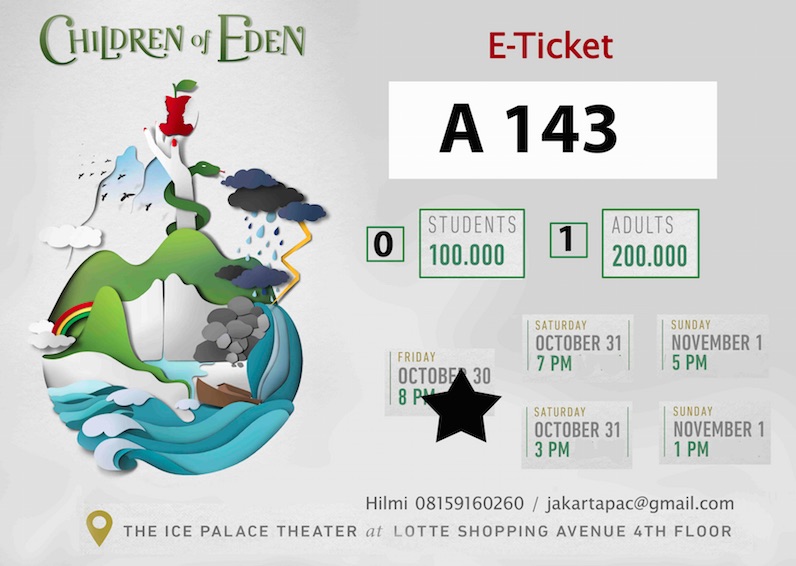 CHILDREN of EDEN
E-Ticket
A 143
0
STUDENTS
100.000
1
ADULTS
200.000
FRIDAY
OCTOBER 30
8 PM
SATURDAY
OCTOBER 31
7 PM
SUNDAY
NOVEMBER 1
5 PM
SATURDAY
OCTOBER 31
3 PM
SUNDAY
NOVEMBER 1
1 PM
Hilmi 08159160260 / jakartapac@gmail.com
THE ICE PALACE THEATER at LOTTE SHOPPING AVENUE 4TH FLOOR